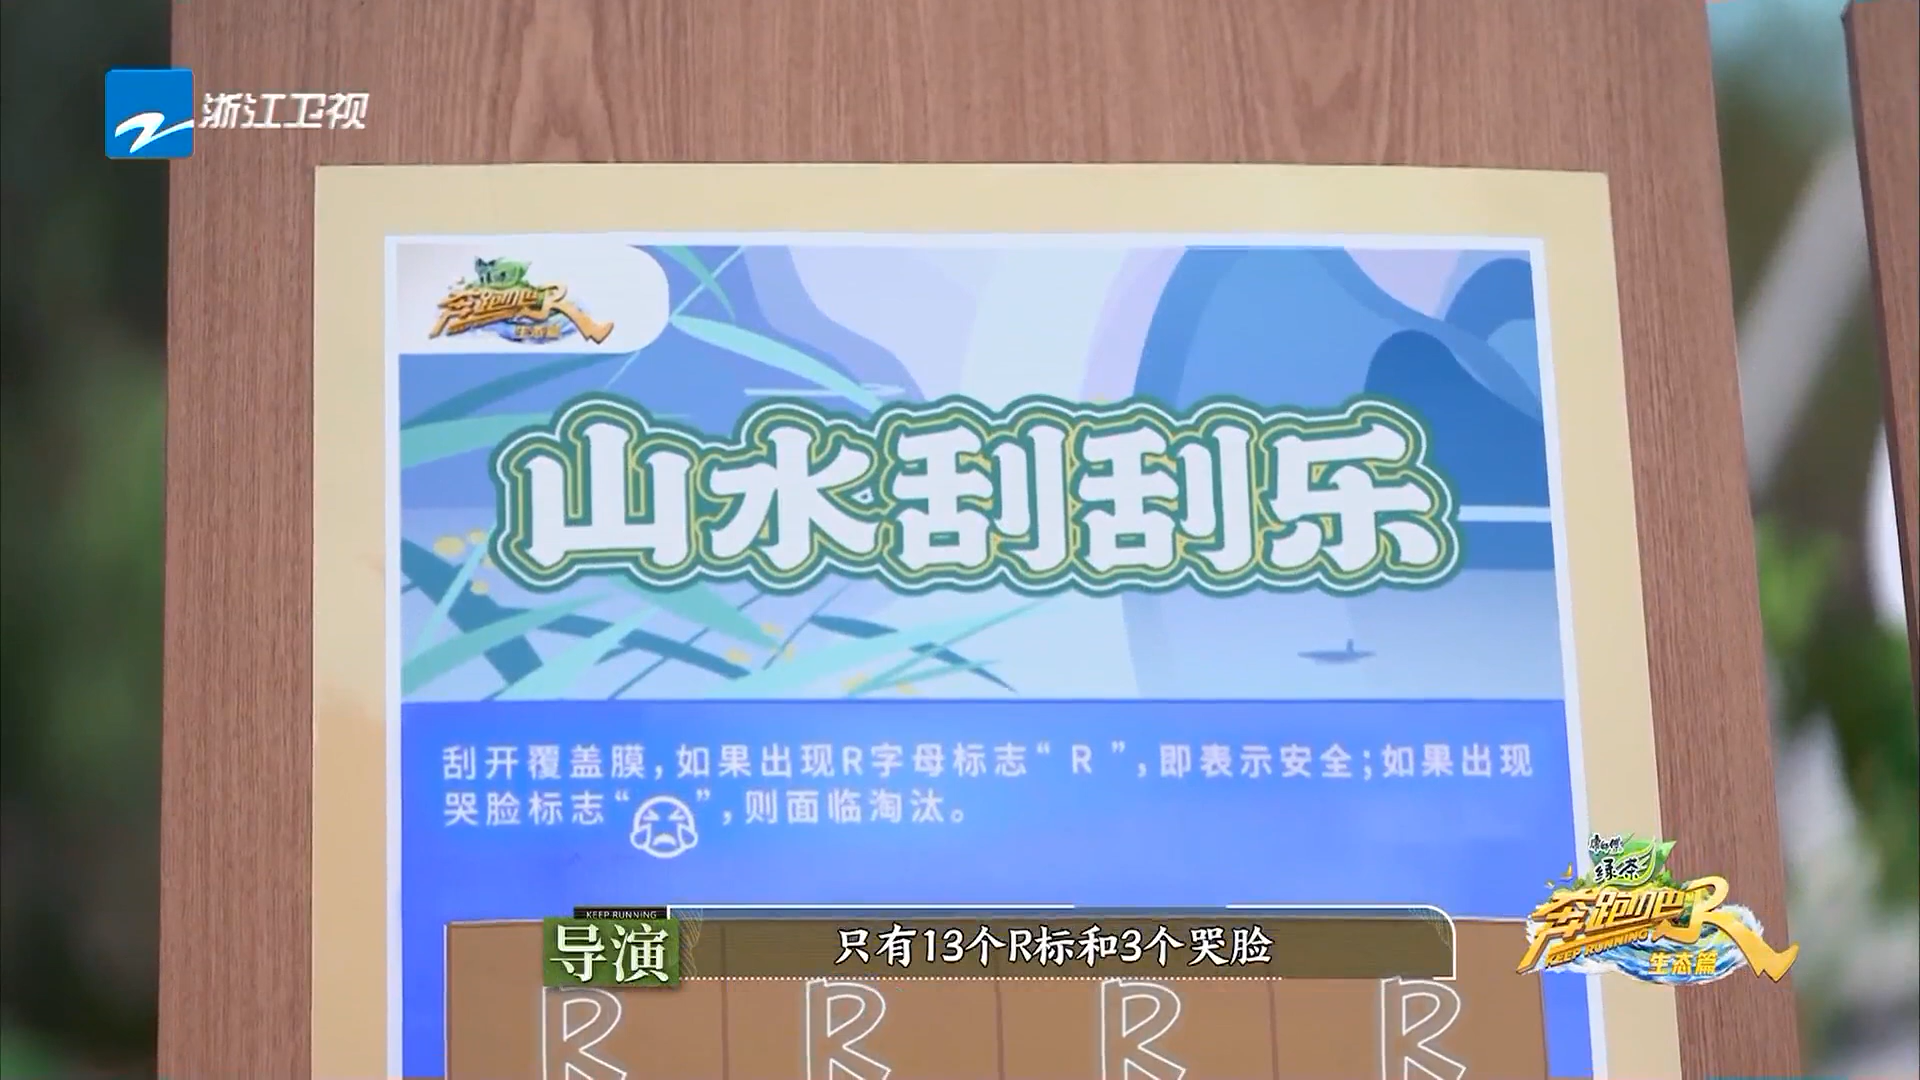 浙江卫视
奔跑吧
生态篇
山水刮刮乐
刮开覆盖膜，如果出现R字母标志“R”，即表示安全；如果出现
哭脸标志“ ”，则面临淘汰。
KEEP RUNNING
导演
只有13个R标和3个哭脸
康师傅
绿茶
奔跑吧
KEEP RUNNING
生态篇
R R R R